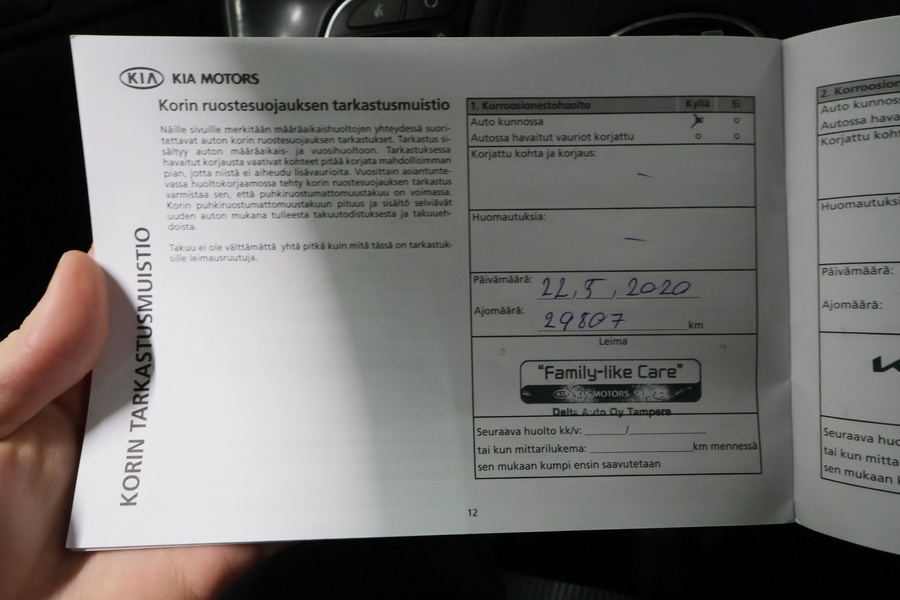 KIA KIA MOTORS
Korin ruostesuojauksen tarkastusmuistio
Näille sivuille merkitään määräaikaishuoltojen yhteydessä suori-
tettavat auton korin ruostesuojauksen tarkastukset. Tarkastus si-
sältyy auton määräaikais- ja vuosihuoltoon. Tarkastuksessa
havaitut korjausta vaativat kohteet pitää korjata mahdollisimman
pian, jotta niistä ei aiheudu lisävaurioita. Vuosittain asiantunte-
vassa huoltokorjaamossa tehty korin ruostesuojauksen tarkastus
varmistaa sen, että puhkiruostumattomuustakuu on voimassa.
Korin puhkiruostumattomuustakuun pituus ja sisältö selviävät
uuden auton mukana tulleesta takuutodistuksesta ja takuueh-
doista.
Takuu ei ole välttämättä yhtä pitkä kuin mitä tässä on tarkastuk-
sille leimausruutuja.
KORIN TARKASTUSMUISTIO
1. Korroosionestohuolto Kyllä Ei
Auto kunnossa
Autossa havaitut vauriot korjattu
Korjattu kohta ja korjaus:
Huomautuksia:
Päivämäärä: 22.5.2020
Ajomäärä: 29807 km
Leima
"Family-like Care"
KIA MOTORS SERVICE
Delta Auto Oy Tampere
Seuraava huolto kk/v: /
tai kun mittarilukema: km mennessä
sen mukaan kumpi ensin saavutetaan
12
2. Korroosion
Auto kunnos
Autossa hava
Korjattu koht
Huomautuksi
Päivämäärä:
Ajomäärä:
Seuraava huo
tai kun mitta
sen mukaan k